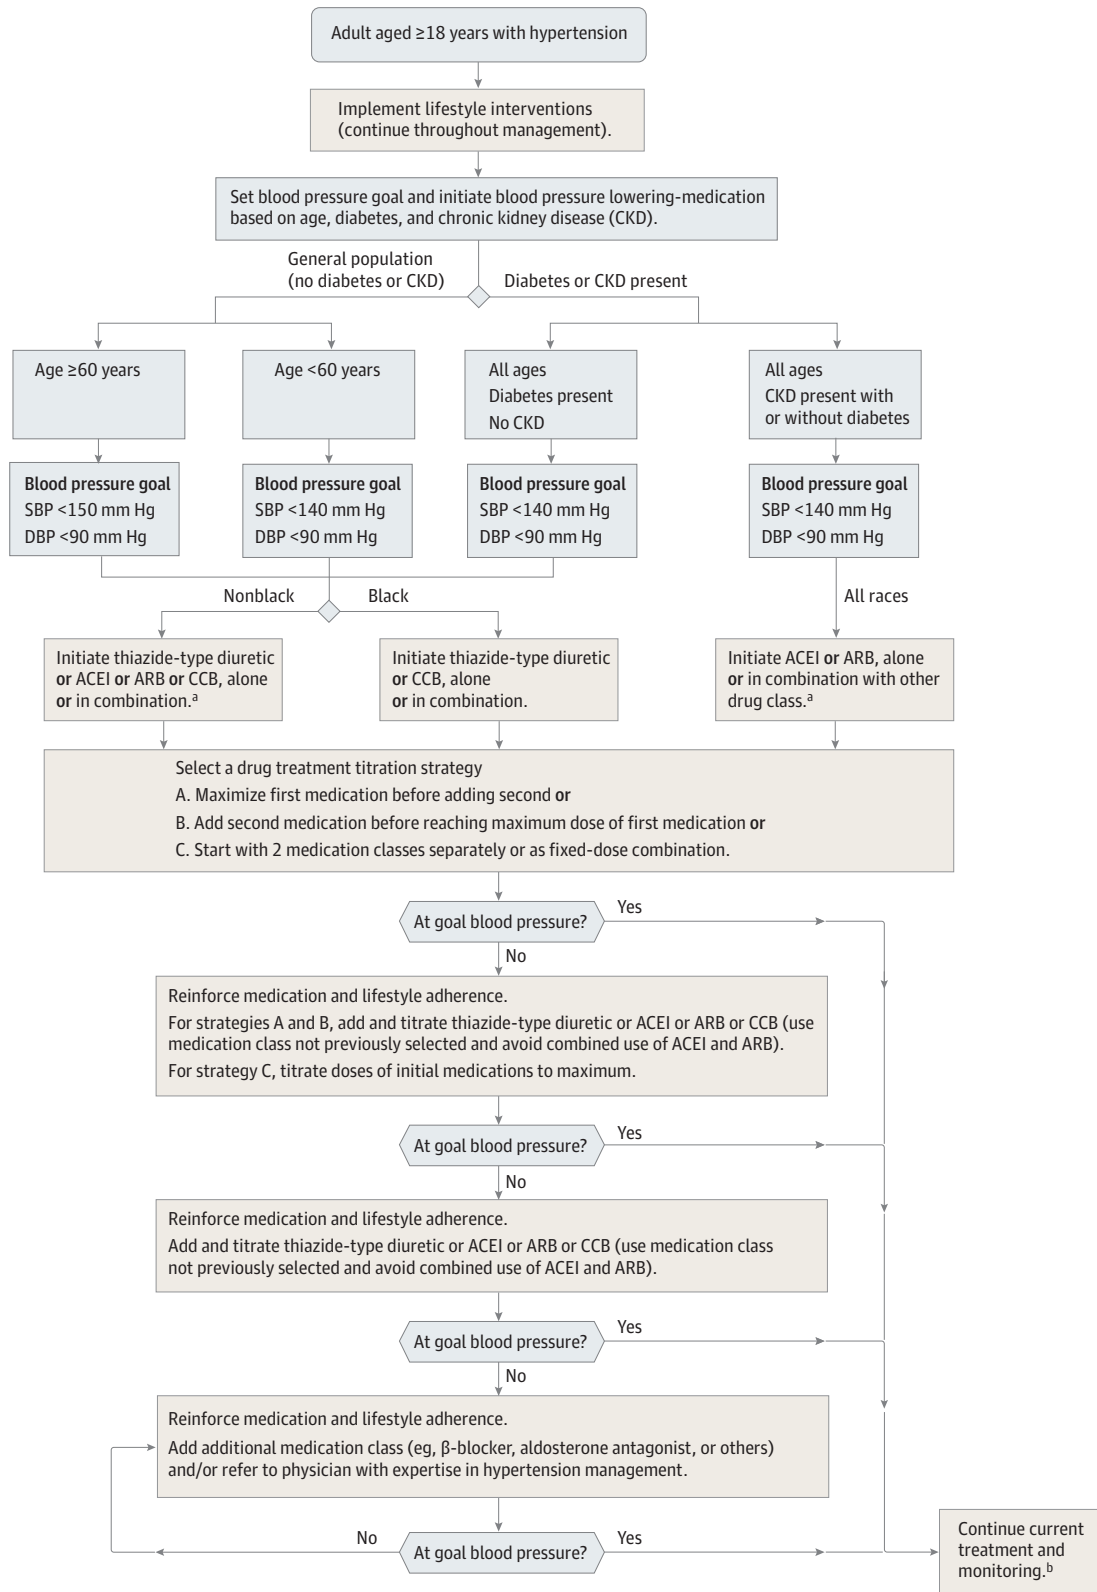 Adult aged ≥18 years with hypertension
Implement lifestyle interventions
(continue throughout management).
Set blood pressure goal and initiate blood pressure lowering-medication
based on age, diabetes, and chronic kidney disease (CKD).
General population
(no diabetes or CKD)
Diabetes or CKD present
Age ≥60 years
Age <60 years
All ages
Diabetes present
No CKD
All ages
CKD present with
or without diabetes
Blood pressure goal
SBP <150 mm Hg
DBP <90 mm Hg
Blood pressure goal
SBP <140 mm Hg
DBP <90 mm Hg
Blood pressure goal
SBP <140 mm Hg
DBP <90 mm Hg
Blood pressure goal
SBP <140 mm Hg
DBP <90 mm Hg
Nonblack
Black
All races
Initiate thiazide-type diuretic
or ACEI or ARB or CCB, alone
or in combination.ᵃ
Initiate thiazide-type diuretic
or CCB, alone
or in combination.
Initiate ACEI or ARB, alone
or in combination with other
drug class.ᵃ
Select a drug treatment titration strategy
A. Maximize first medication before adding second or
B. Add second medication before reaching maximum dose of first medication or
C. Start with 2 medication classes separately or as fixed-dose combination.
At goal blood pressure?
Yes
No
Reinforce medication and lifestyle adherence.
For strategies A and B, add and titrate thiazide-type diuretic or ACEI or ARB or CCB (use
medication class not previously selected and avoid combined use of ACEI and ARB).
For strategy C, titrate doses of initial medications to maximum.
At goal blood pressure?
Yes
No
Reinforce medication and lifestyle adherence.
Add and titrate thiazide-type diuretic or ACEI or ARB or CCB (use medication class
not previously selected and avoid combined use of ACEI and ARB).
At goal blood pressure?
Yes
No
Reinforce medication and lifestyle adherence.
Add additional medication class (eg, β-blocker, aldosterone antagonist, or others)
and/or refer to physician with expertise in hypertension management.
No
At goal blood pressure?
Yes
Continue current
treatment and
monitoring.ᵇ